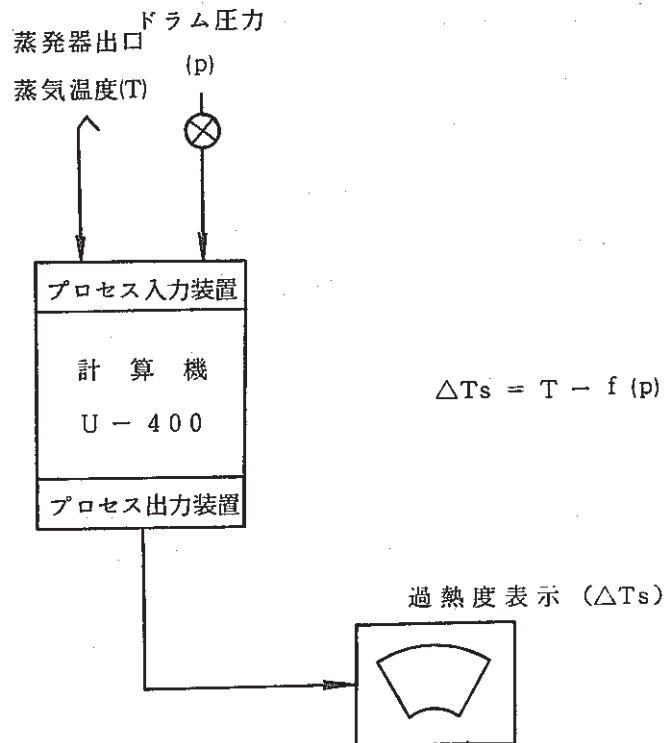 ドラム圧力
(p)
蒸発器出口
蒸気温度(T)
プロセス入力装置
計算機
U－400
プロセス出力装置
△Ts ＝ T － f (p)
過熱度表示 (△Ts)